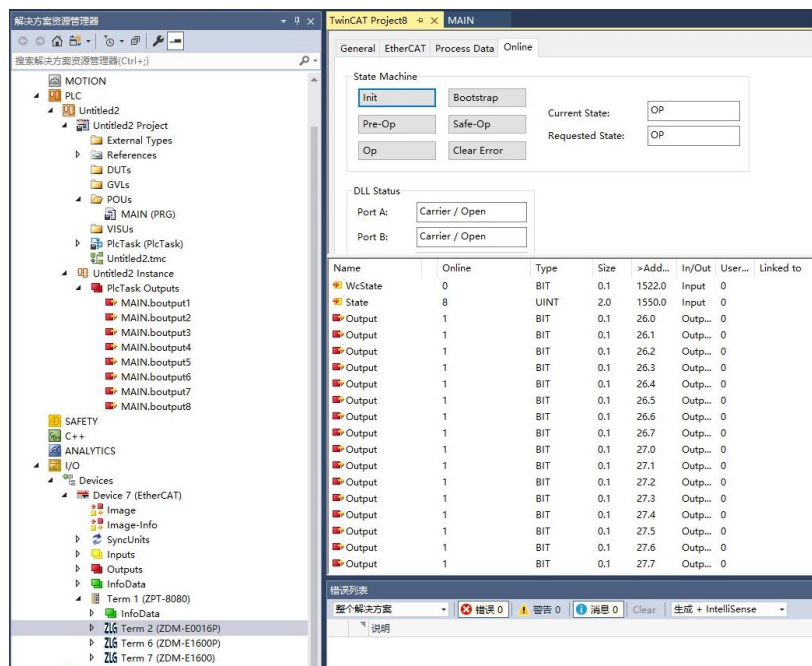 解决方案资源管理器
搜索解决方案资源管理器(Ctrl+;)
MOTION
PLC
Untitled2
Untitled2 Project
External Types
References
DUTs
GVLs
POUs
MAIN (PRG)
VISUs
PlcTask (PlcTask)
Untitled2.tmc
Untitled2 Instance
PlcTask Outputs
MAIN.boutput1
MAIN.boutput2
MAIN.boutput3
MAIN.boutput4
MAIN.boutput5
MAIN.boutput6
MAIN.boutput7
MAIN.boutput8
SAFETY
C++
ANALYTICS
I/O
Devices
Device 7 (EtherCAT)
Image
Image-Info
SyncUnits
Inputs
Outputs
InfoData
Term 1 (ZPT-8080)
InfoData
ZLG Term 2 (ZDM-E0016P)
ZLG Term 6 (ZDM-E1600P)
ZLG Term 7 (ZDM-E1600)
TwinCAT Project8 MAIN
General EtherCAT Process Data Online
State Machine
Init Bootstrap
Pre-Op Safe-Op
Op Clear Error
Current State: OP
Requested State: OP
DLL Status
Port A: Carrier / Open
Port B: Carrier / Open
Name Online Type Size >Add... In/Out User... Linked to
WcState 0 BIT 0.1 1522.0 Input 0
State 8 UINT 2.0 1550.0 Input 0
Output 1 BIT 0.1 26.0 Outp... 0
Output 1 BIT 0.1 26.1 Outp... 0
Output 1 BIT 0.1 26.2 Outp... 0
Output 1 BIT 0.1 26.3 Outp... 0
Output 1 BIT 0.1 26.4 Outp... 0
Output 1 BIT 0.1 26.5 Outp... 0
Output 1 BIT 0.1 26.6 Outp... 0
Output 1 BIT 0.1 26.7 Outp... 0
Output 1 BIT 0.1 27.0 Outp... 0
Output 1 BIT 0.1 27.1 Outp... 0
Output 1 BIT 0.1 27.2 Outp... 0
Output 1 BIT 0.1 27.3 Outp... 0
Output 1 BIT 0.1 27.4 Outp... 0
Output 1 BIT 0.1 27.5 Outp... 0
Output 1 BIT 0.1 27.6 Outp... 0
Output 1 BIT 0.1 27.7 Outp... 0
错误列表
整个解决方案 错误 0 警告 0 消息 0 Clear 生成 + IntelliSense
说明